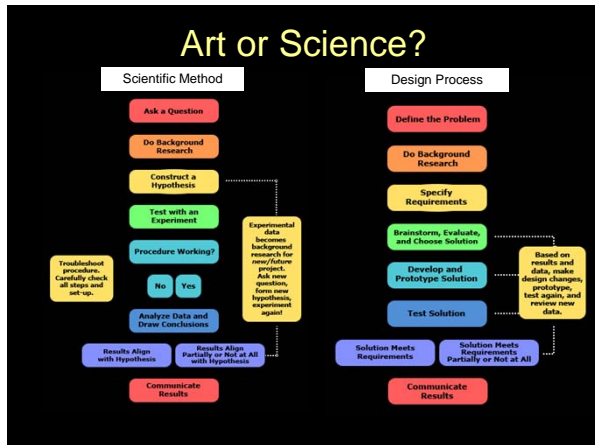 Art or Science?
Scientific Method
Ask a Question
Do Background
Research
Construct a
Hypothesis
Test with an
Experiment
Procedure Working?
No
Yes
Troubleshoot
procedure.
Carefully check
all steps and
set-up.
Experimental
data
becomes
background
research for
new/future
project.
Ask new
question,
form new
hypothesis,
experiment
again!
Analyze Data and
Draw Conclusions
Results Align
with Hypothesis
Results Align
Partially or Not at All
with Hypothesis
Communicate
Results
Design Process
Define the Problem
Do Background
Research
Specify
Requirements
Brainstorm, Evaluate,
and Choose Solution
Develop and
Prototype Solution
Test Solution
Based on
results and
data, make
design changes,
prototype,
test again, and
review new
data.
Solution Meets
Requirements
Solution Meets
Requirements
Partially or Not at All
Communicate
Results